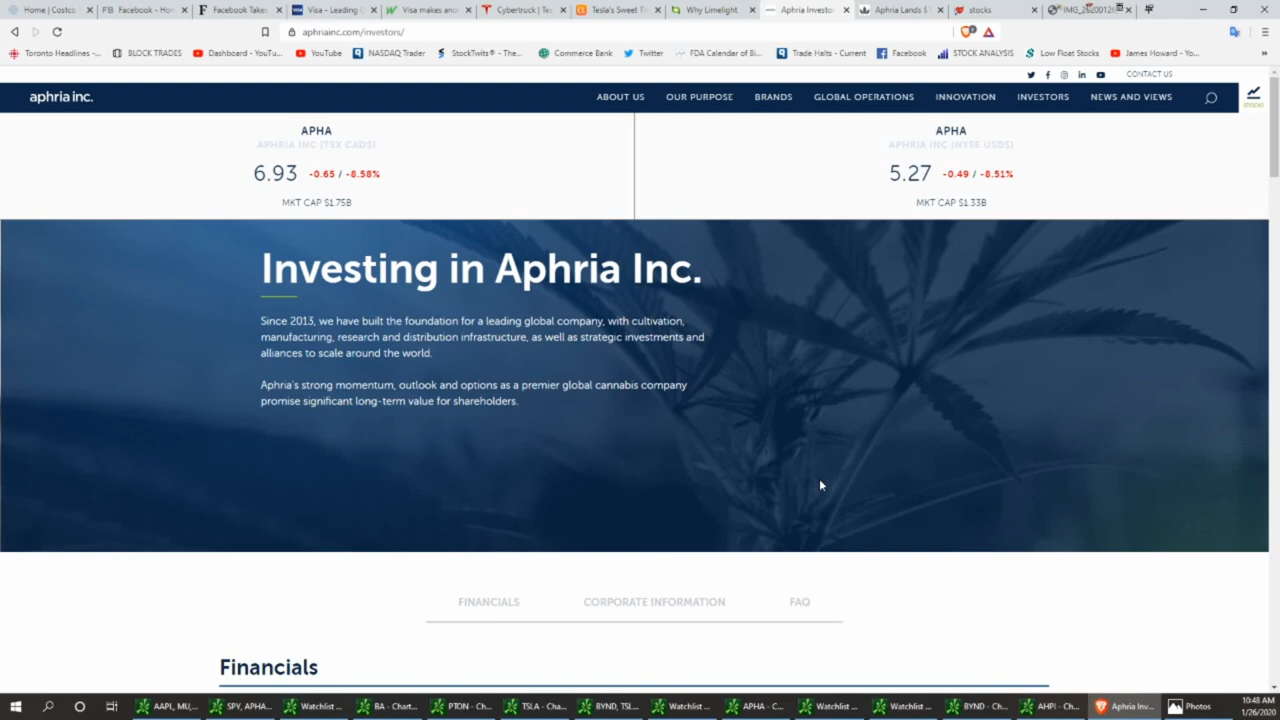 Home | Costco
Facebook - Ho
Facebook Takes
Visa - Leading
Visa makes ano
Cybertruck | Tes
Tesla's Sweet
Why Limelight
Aphria Investor
Aphria Lands $
stocks
aphriainc.com/investors/
Toronto Headlines -...
BLOCK TRADES
Dashboard - YouTu...
YouTube
NASDAQ Trader
StockTwits® - The...
Commerce Bank
Twitter
FDA Calendar of Bi...
Trade Halts - Current
Facebook
STOCK ANALYSIS
Low Float Stocks
James Howard - Yo...
CONTACT US
aphria inc.
ABOUT US
OUR PURPOSE
BRANDS
GLOBAL OPERATIONS
INNOVATION
INVESTORS
NEWS AND VIEWS
STOCKS
APHA
APHRIA INC (TSX CAD$)
6.93 -0.65 / -8.58%
MKT CAP $1.75B
APHA
APHRIA INC (NYSE USD$)
5.27 -0.49 / -8.51%
MKT CAP $1.33B
Investing in Aphria Inc.
Since 2013, we have built the foundation for a leading global company, with cultivation,
manufacturing, research and distribution infrastructure, as well as strategic investments and
alliances to scale around the world.
Aphria's strong momentum, outlook and options as a premier global cannabis company
promise significant long-term value for shareholders.
FINANCIALS
CORPORATE INFORMATION
FAQ
Financials
AAPL, MU,...
SPY, APHA...
Watchlist ...
BA - Chart...
PTON - Ch...
TSLA - Cha...
BYND, TSL...
Watchlist ...
APHA - C...
Watchlist ...
Watchlist ...
BYND - Ch...
AHPI - Ch...
Aphria Inv...
Photos
10:48 AM
1/26/2020